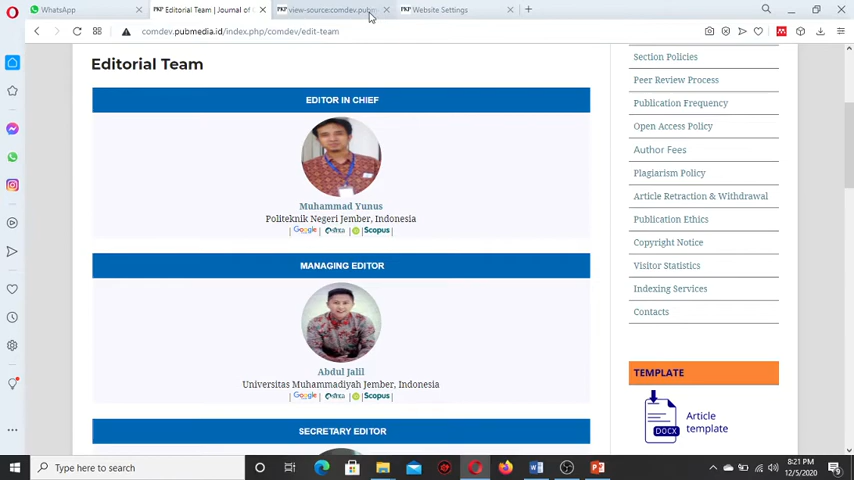 WhatsApp
Editorial Team | Journal of C
view-source:comdev.pubm
Website Settings
comdev.pubmedia.id/index.php/comdev/edit-team
Editorial Team
EDITOR IN CHIEF
Muhammad Yunus
Politeknik Negeri Jember, Indonesia
| Google | Sinta | iD Scopus |
MANAGING EDITOR
Abdul Jalil
Universitas Muhammadiyah Jember, Indonesia
| Google | Sinta | iD Scopus |
SECRETARY EDITOR
Section Policies
Peer Review Process
Publication Frequency
Open Access Policy
Author Fees
Plagiarism Policy
Article Retraction & Withdrawal
Publication Ethics
Copyright Notice
Visitor Statistics
Indexing Services
Contacts
TEMPLATE
DOCX
Article
template
Type here to search
8:21 PM
12/5/2020